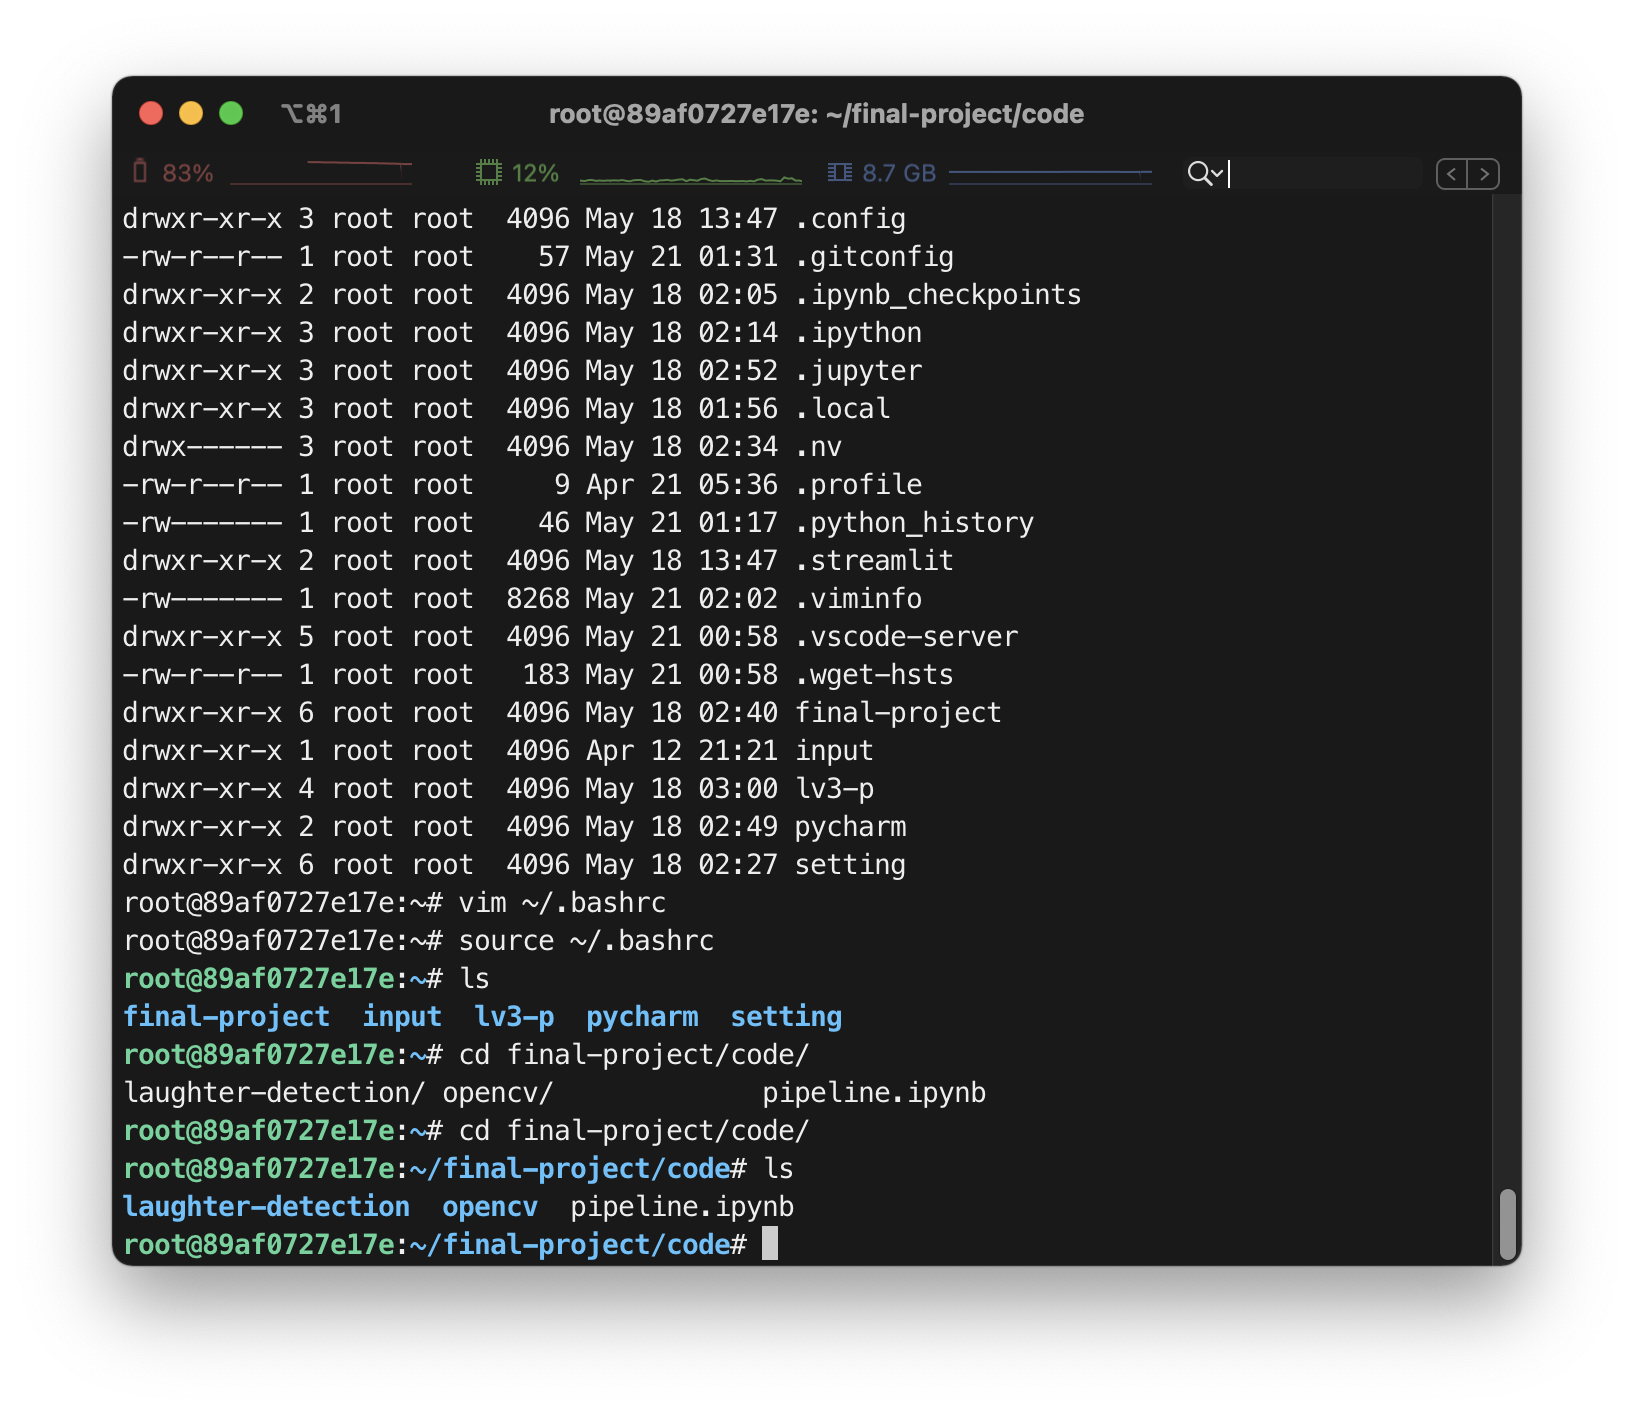 ⌥⌘1 root@89af0727e17e: ~/final-project/code
83% 12% 8.7 GB
drwxr-xr-x 3 root root  4096 May 18 13:47 .config
-rw-r--r-- 1 root root    57 May 21 01:31 .gitconfig
drwxr-xr-x 2 root root  4096 May 18 02:05 .ipynb_checkpoints
drwxr-xr-x 3 root root  4096 May 18 02:14 .ipython
drwxr-xr-x 3 root root  4096 May 18 02:52 .jupyter
drwxr-xr-x 3 root root  4096 May 18 01:56 .local
drwx------ 3 root root  4096 May 18 02:34 .nv
-rw-r--r-- 1 root root     9 Apr 21 05:36 .profile
-rw------- 1 root root    46 May 21 01:17 .python_history
drwxr-xr-x 2 root root  4096 May 18 13:47 .streamlit
-rw------- 1 root root  8268 May 21 02:02 .viminfo
drwxr-xr-x 5 root root  4096 May 21 00:58 .vscode-server
-rw-r--r-- 1 root root   183 May 21 00:58 .wget-hsts
drwxr-xr-x 6 root root  4096 May 18 02:40 final-project
drwxr-xr-x 1 root root  4096 Apr 12 21:21 input
drwxr-xr-x 4 root root  4096 May 18 03:00 lv3-p
drwxr-xr-x 2 root root  4096 May 18 02:49 pycharm
drwxr-xr-x 6 root root  4096 May 18 02:27 setting
root@89af0727e17e:~# vim ~/.bashrc
root@89af0727e17e:~# source ~/.bashrc
root@89af0727e17e:~# ls
final-project  input  lv3-p  pycharm  setting
root@89af0727e17e:~# cd final-project/code/
laughter-detection/ opencv/             pipeline.ipynb
root@89af0727e17e:~# cd final-project/code/
root@89af0727e17e:~/final-project/code# ls
laughter-detection  opencv  pipeline.ipynb
root@89af0727e17e:~/final-project/code#